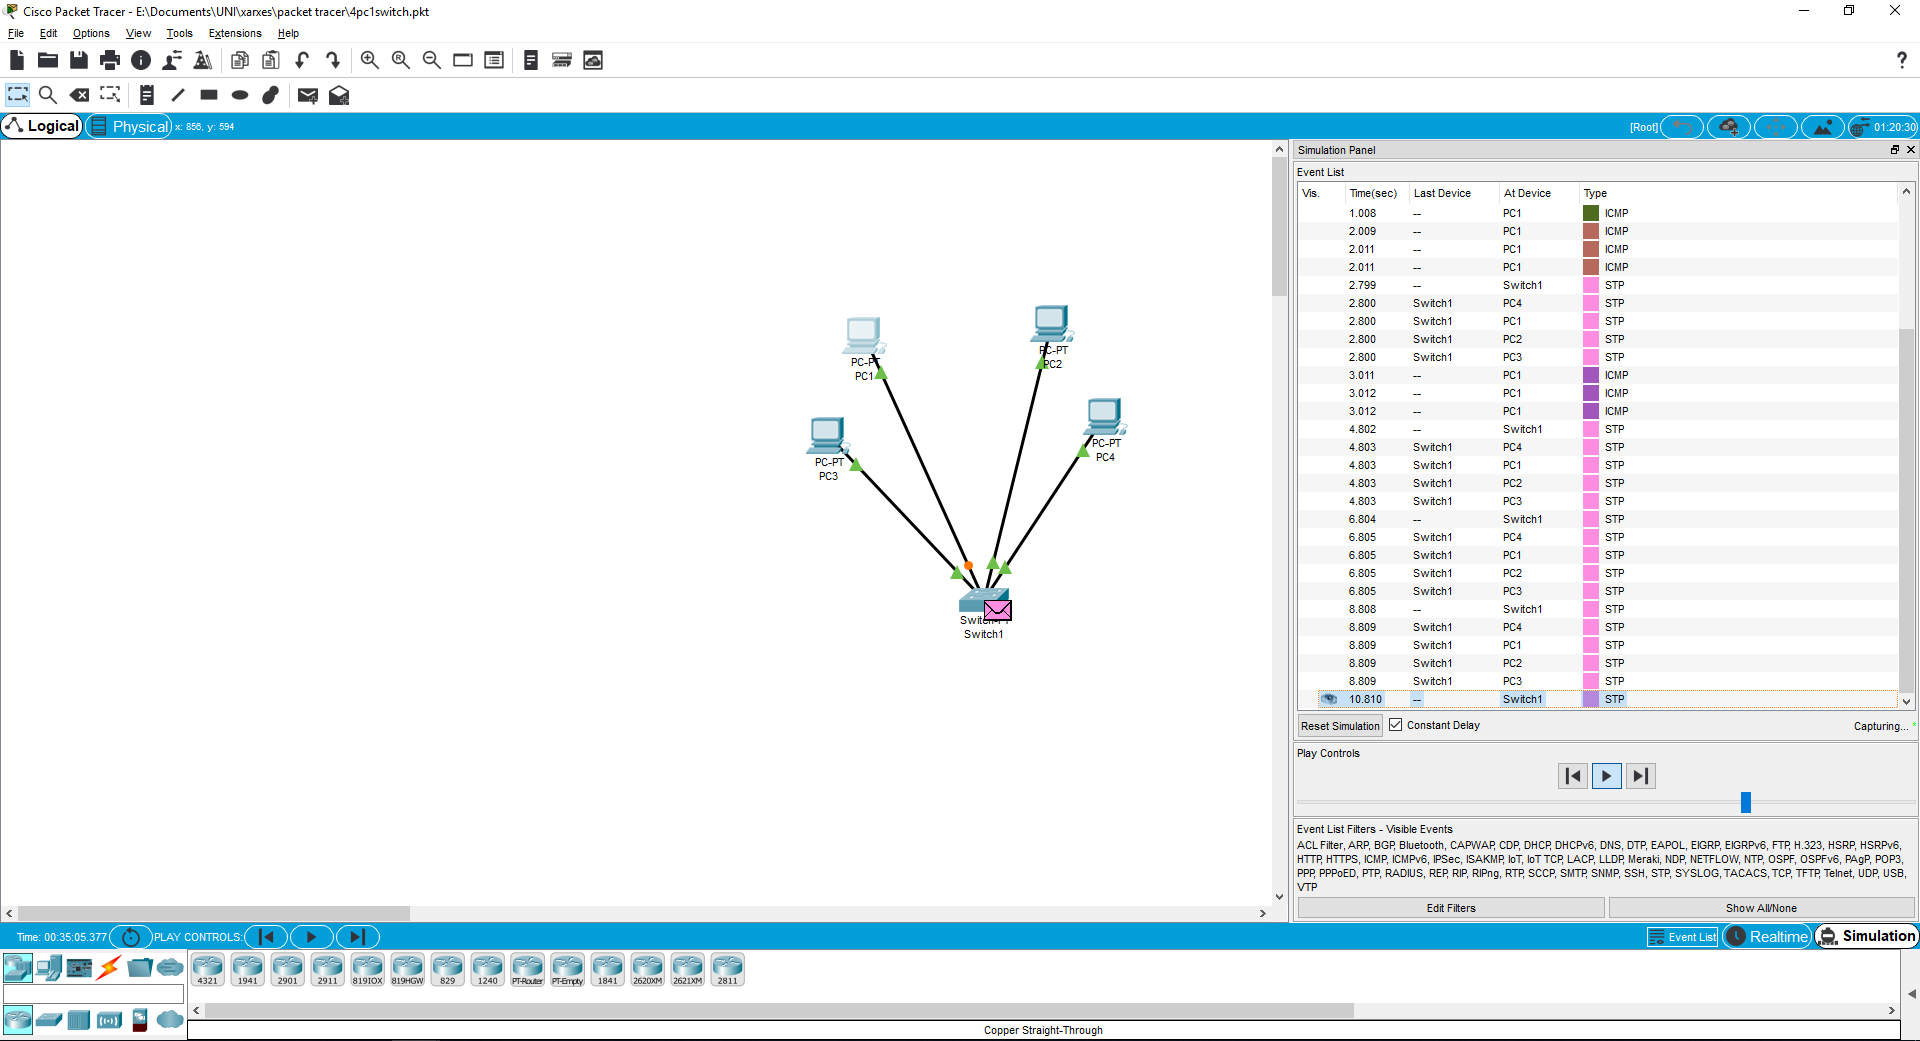 Cisco Packet Tracer - E:\Documents\UNI\xarxes\packet tracer\4pc1switch.pkt
File Edit Options View Tools Extensions Help
?
Logical Physical x: 856, y: 594 [Root] 01:20:30
PC-PT
PC1
PC-PT
PC2
PC-PT
PC3
PC-PT
PC4
Switch-PT
Switch1
Simulation Panel
Event List
Vis. Time(sec) Last Device At Device Type
1.008 -- PC1 ICMP
2.009 -- PC1 ICMP
2.011 -- PC1 ICMP
2.011 -- PC1 ICMP
2.799 -- Switch1 STP
2.800 Switch1 PC4 STP
2.800 Switch1 PC1 STP
2.800 Switch1 PC2 STP
2.800 Switch1 PC3 STP
3.011 -- PC1 ICMP
3.012 -- PC1 ICMP
3.012 -- PC1 ICMP
4.802 -- Switch1 STP
4.803 Switch1 PC4 STP
4.803 Switch1 PC1 STP
4.803 Switch1 PC2 STP
4.803 Switch1 PC3 STP
6.804 -- Switch1 STP
6.805 Switch1 PC4 STP
6.805 Switch1 PC1 STP
6.805 Switch1 PC2 STP
6.805 Switch1 PC3 STP
8.808 -- Switch1 STP
8.809 Switch1 PC4 STP
8.809 Switch1 PC1 STP
8.809 Switch1 PC2 STP
8.809 Switch1 PC3 STP
10.810 -- Switch1 STP
Reset Simulation Constant Delay Capturing... *
Play Controls
Event List Filters - Visible Events
ACL Filter, ARP, BGP, Bluetooth, CAPWAP, CDP, DHCP, DHCPv6, DNS, DTP, EAPOL, EIGRP, EIGRPv6, FTP, H.323, HSRP, HSRPv6,
HTTP, HTTPS, ICMP, ICMPv6, IPSec, ISAKMP, IoT, IoT TCP, LACP, LLDP, Meraki, NDP, NETFLOW, NTP, OSPF, OSPFv6, PAgP, POP3,
PPP, PPPoED, PTP, RADIUS, REP, RIP, RIPng, RTP, SCCP, SMTP, SNMP, SSH, STP, SYSLOG, TACACS, TCP, TFTP, Telnet, UDP, USB,
VTP
Edit Filters Show All/None
Time: 00:35:05.377 PLAY CONTROLS: Event List Realtime Simulation
4321 1941 2901 2911 819IOX 819HGW 829 1240 PT-Router PT-Empty 1841 2620XM 2621XM 2811
Copper Straight-Through